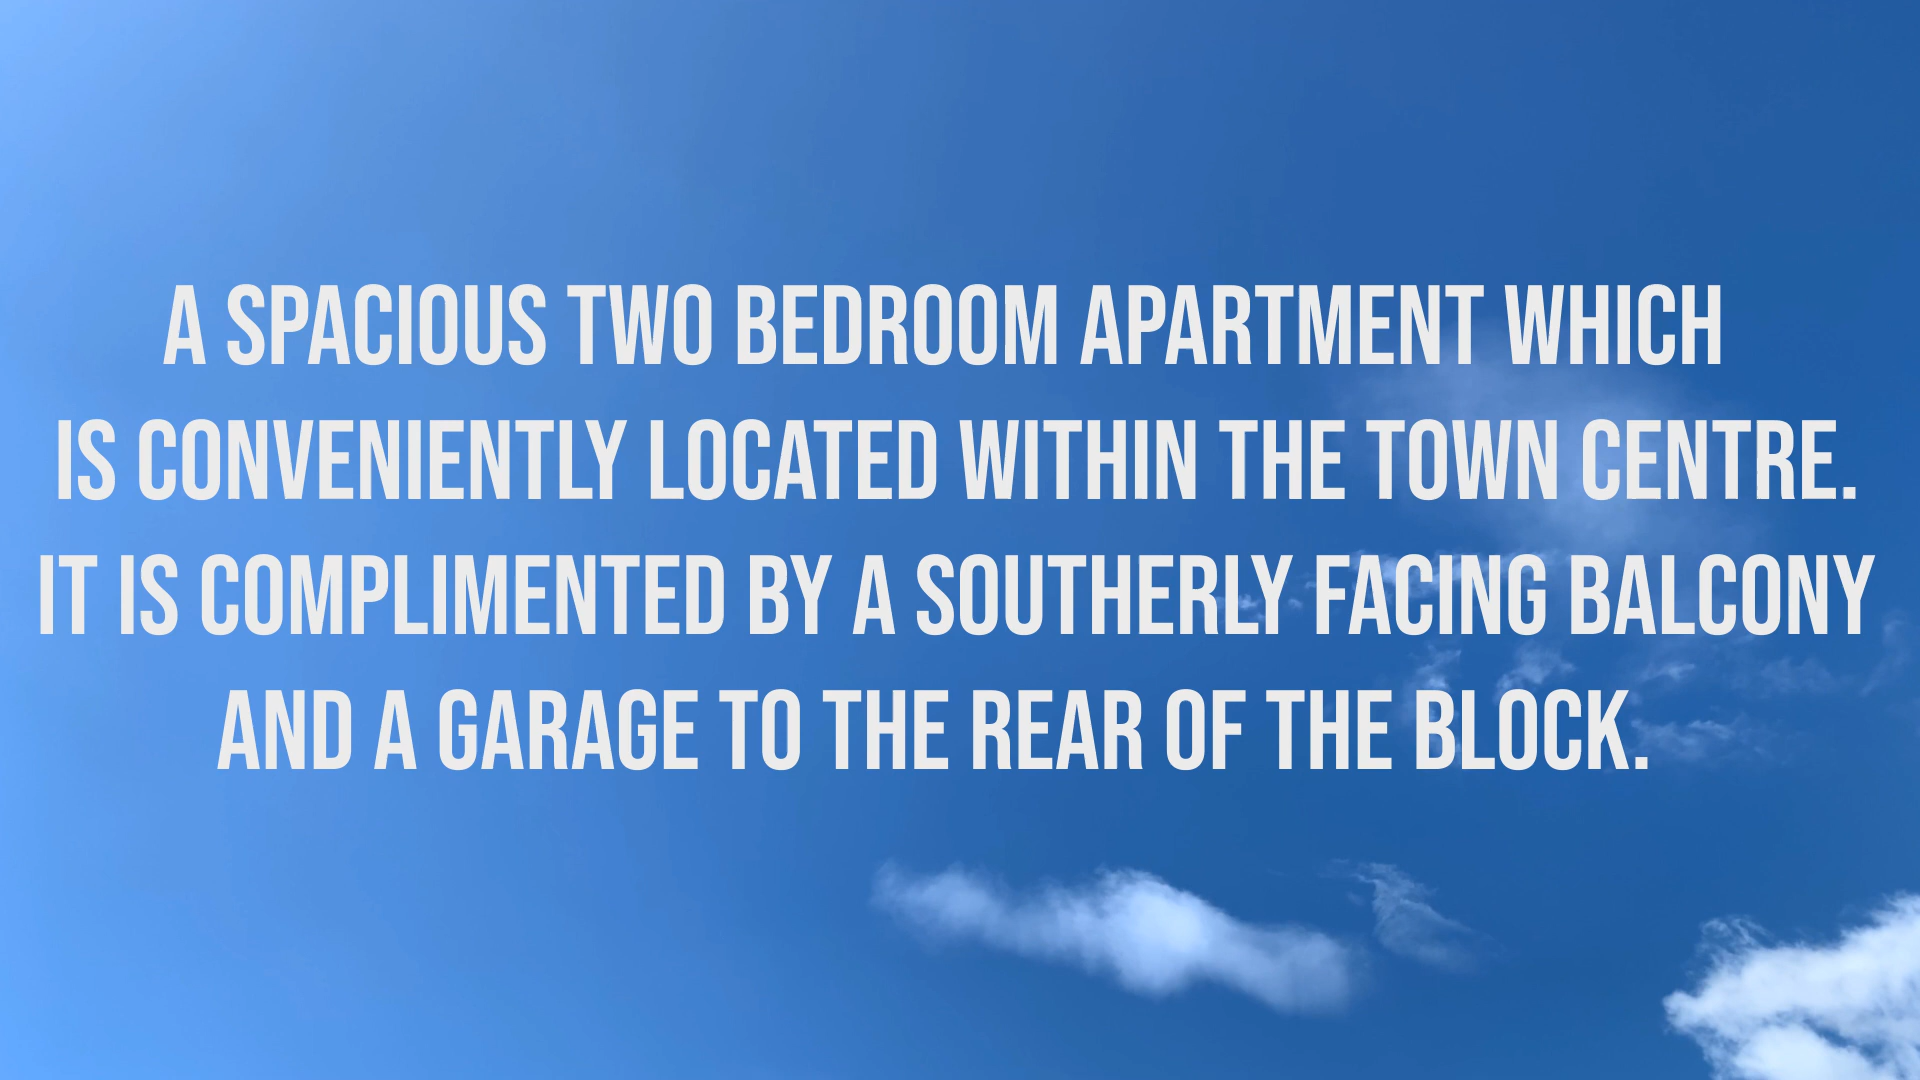 A SPACIOUS TWO BEDROOM APARTMENT WHICH
IS CONVENIENTLY LOCATED WITHIN THE TOWN CENTRE.
IT IS COMPLIMENTED BY A SOUTHERLY FACING BALCONY
AND A GARAGE TO THE REAR OF THE BLOCK.